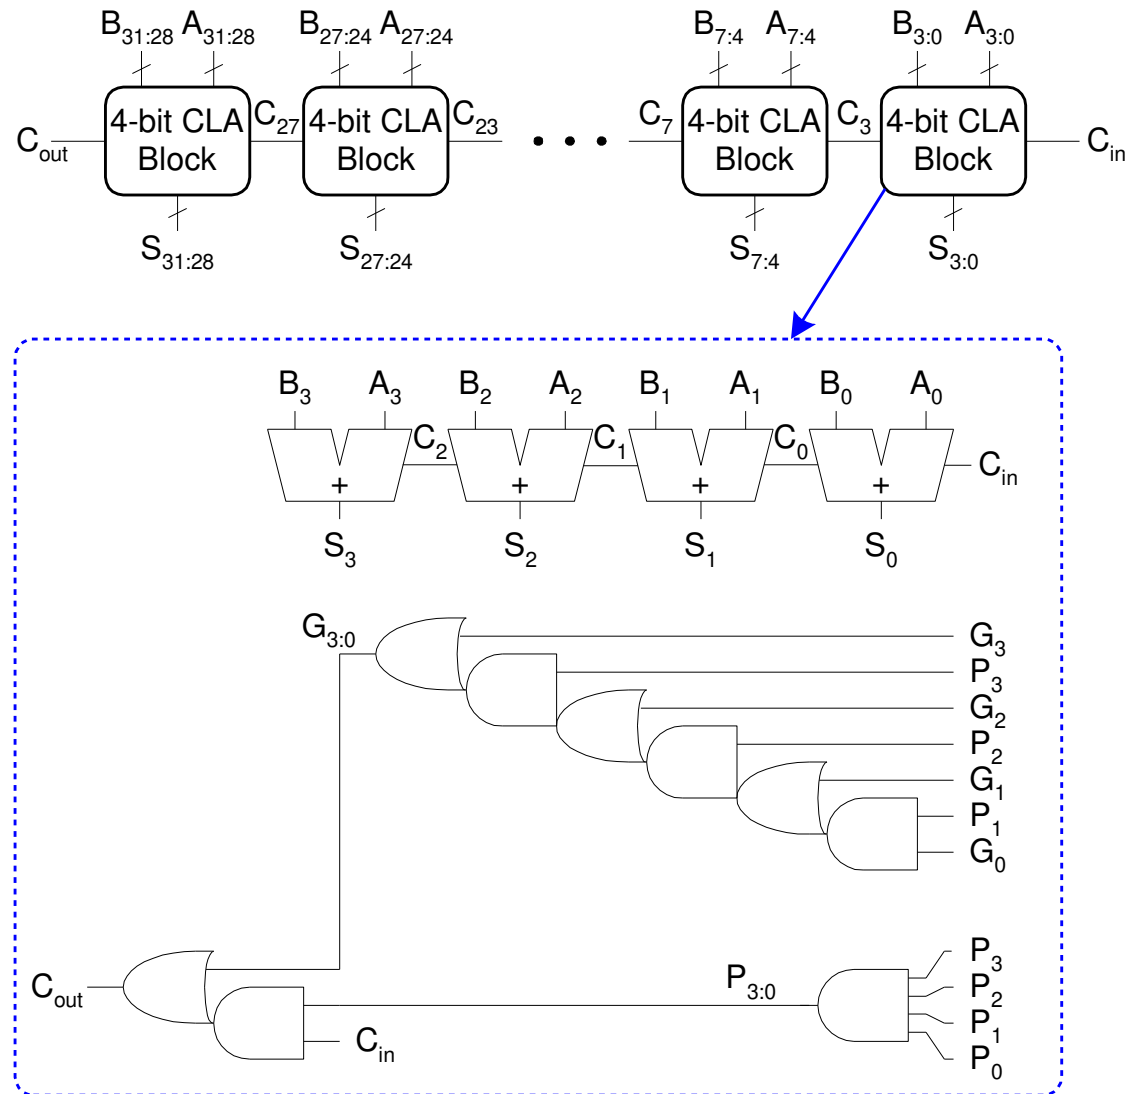 B31:28 A31:28 B27:24 A27:24 B7:4 A7:4 B3:0 A3:0
Cout 4-bit CLA Block C27 4-bit CLA Block C23 • • • C7 4-bit CLA Block C3 4-bit CLA Block Cin
S31:28 S27:24 S7:4 S3:0
B3 A3 B2 A2 B1 A1 B0 A0
C2 C1 C0 Cin
+ + + +
S3 S2 S1 S0
G3:0 G3
P3
G2
P2
G1
P1
G0
P3
Cout P3:0 P2
P1
Cin
P0